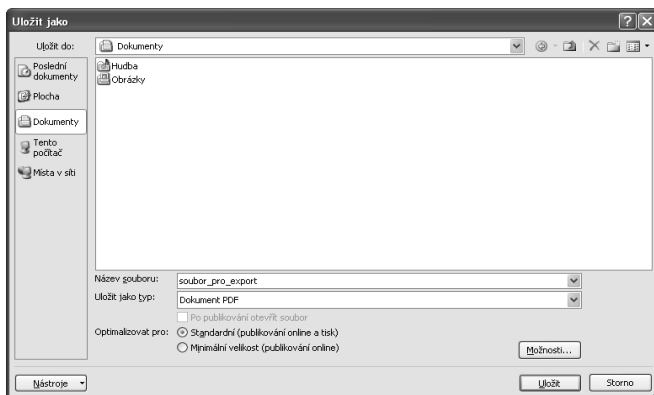 Uložit jako
Uložit do:
Dokumenty
Poslední
dokumenty
Plocha
Dokumenty
Tento
počítač
Místa v síti
Hudba
Obrázky
Název souboru:
soubor_pro_export
Uložit jako typ:
Dokument PDF
Po publikování otevřít soubor
Optimalizovat pro:
Standardní (publikování online a tisk)
Minimální velikost (publikování online)
Možnosti...
Nástroje
Uložit
Storno